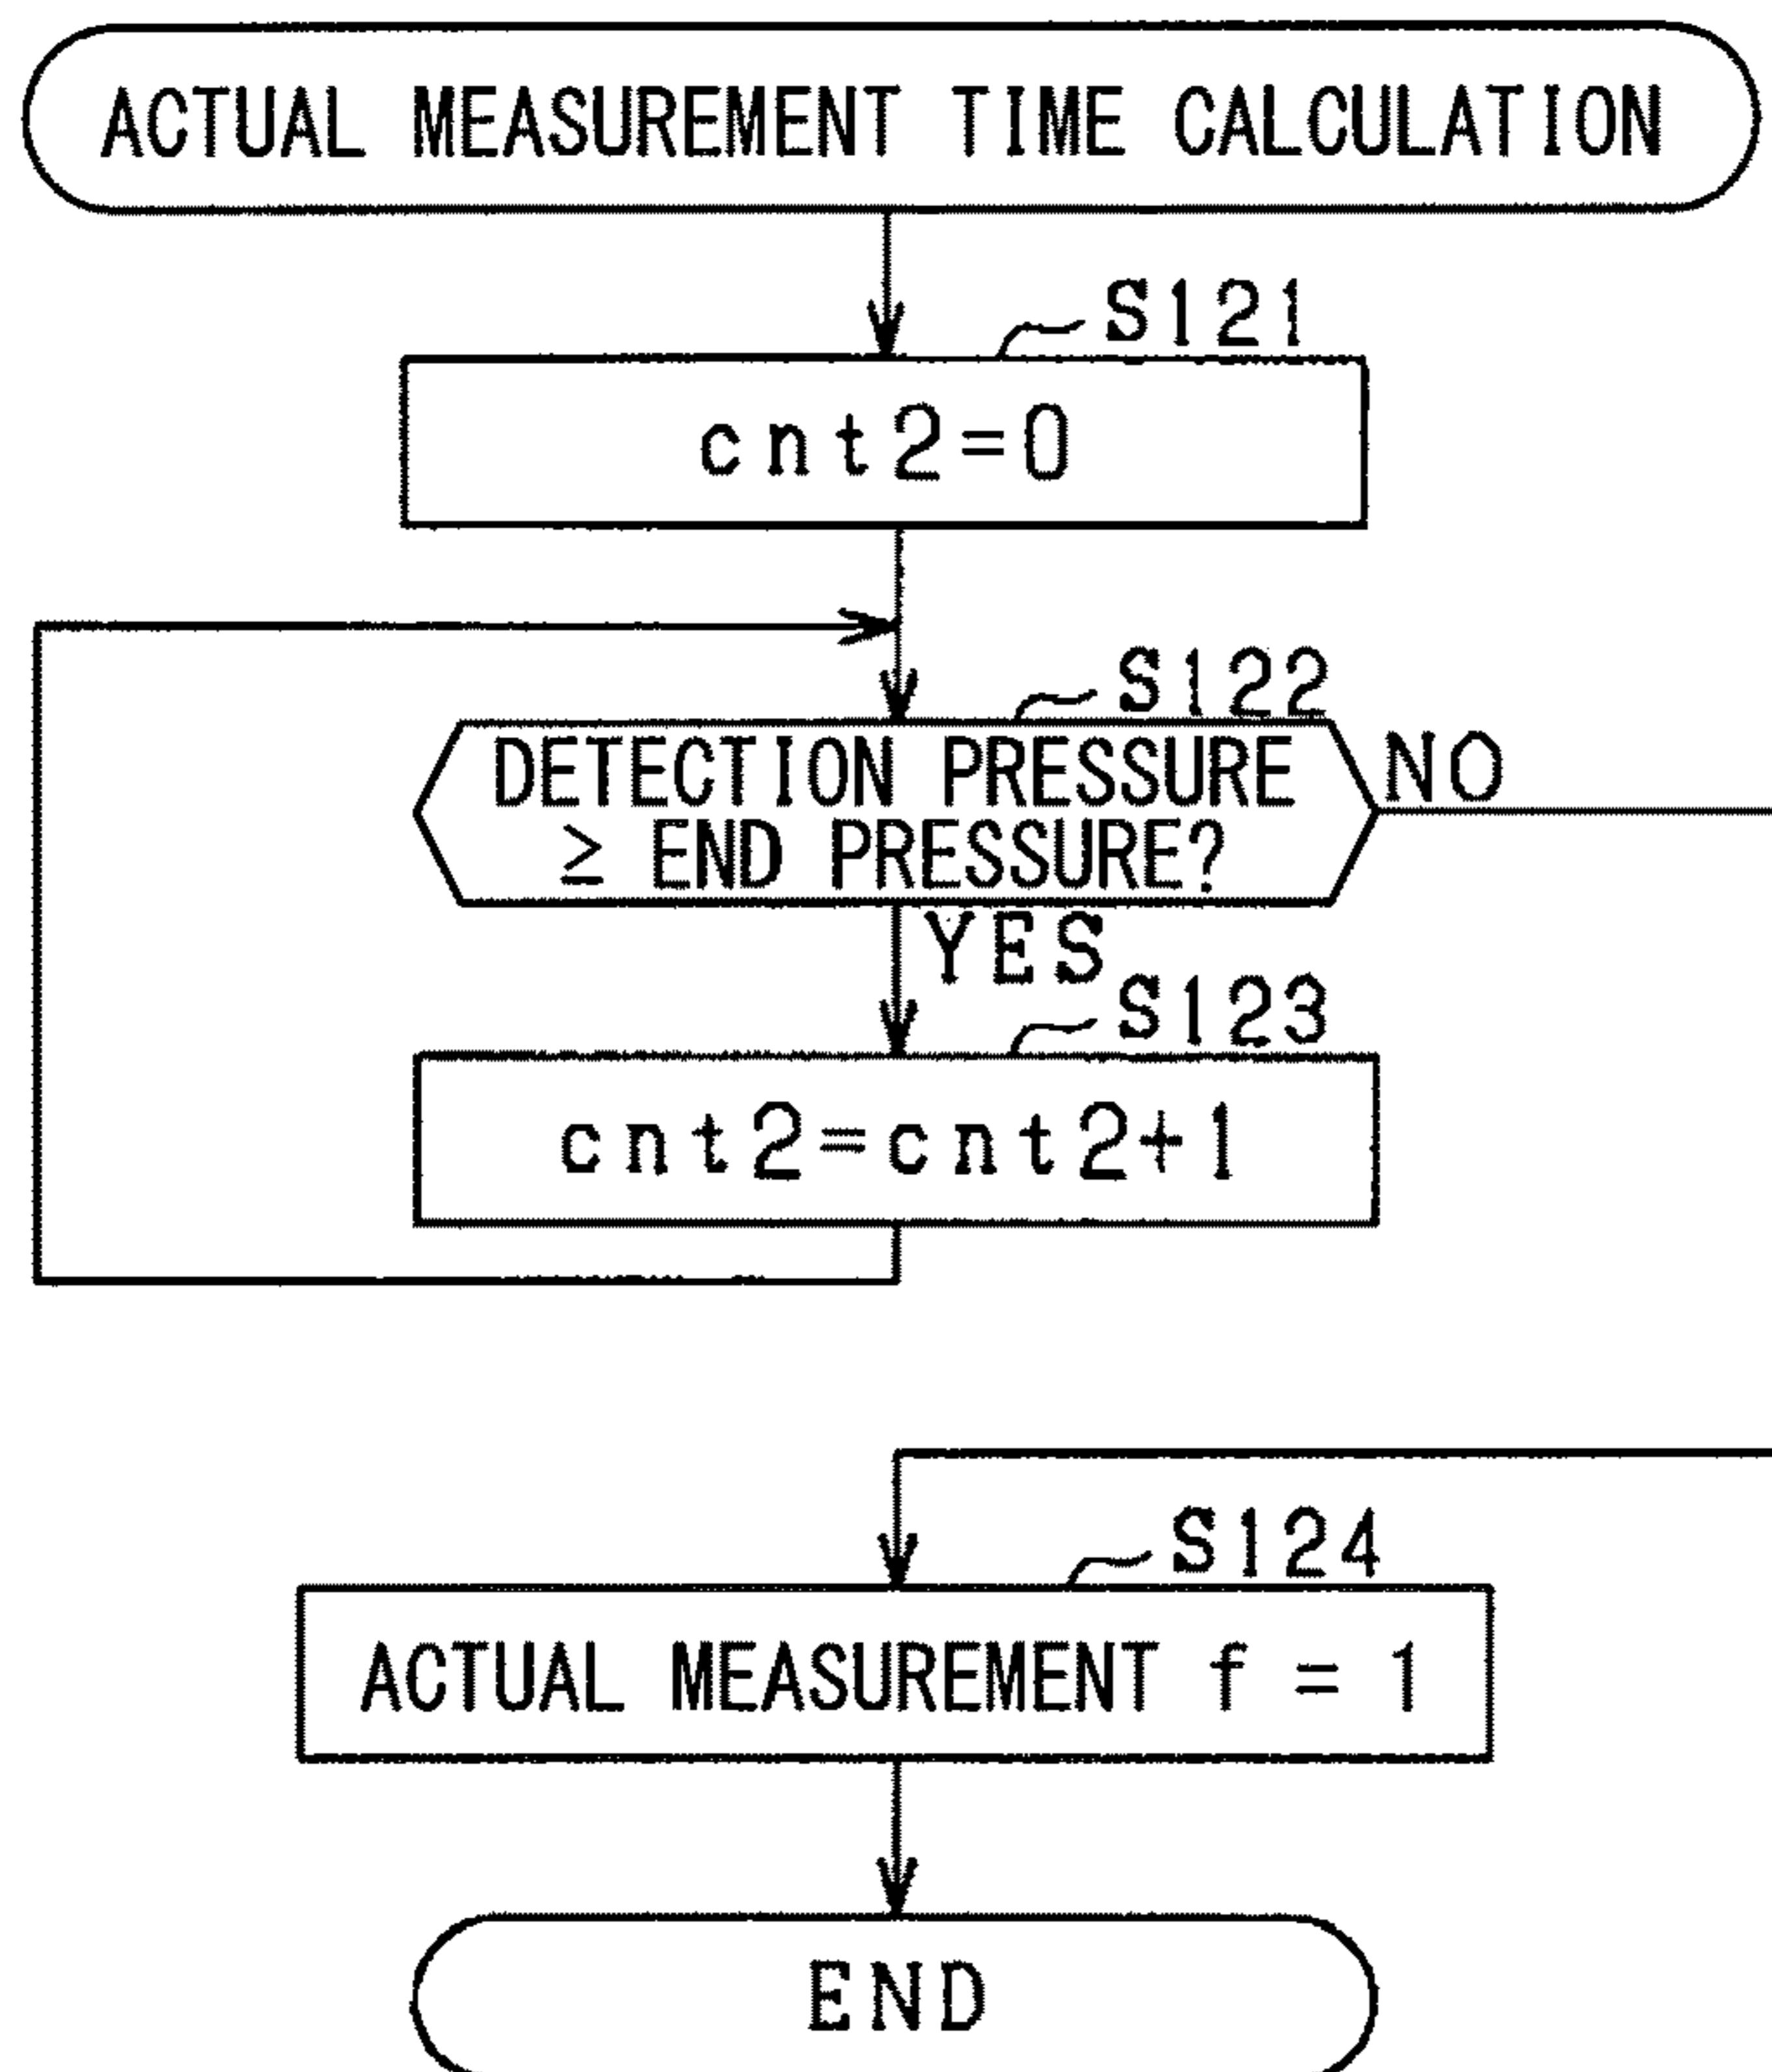 ACTUAL MEASUREMENT TIME CALCULATION
S121
cnt2=0
S122
DETECTION PRESSURE
≥ END PRESSURE?
NO
YES
S123
cnt2=cnt2+1
S124
ACTUAL MEASUREMENT f = 1
END